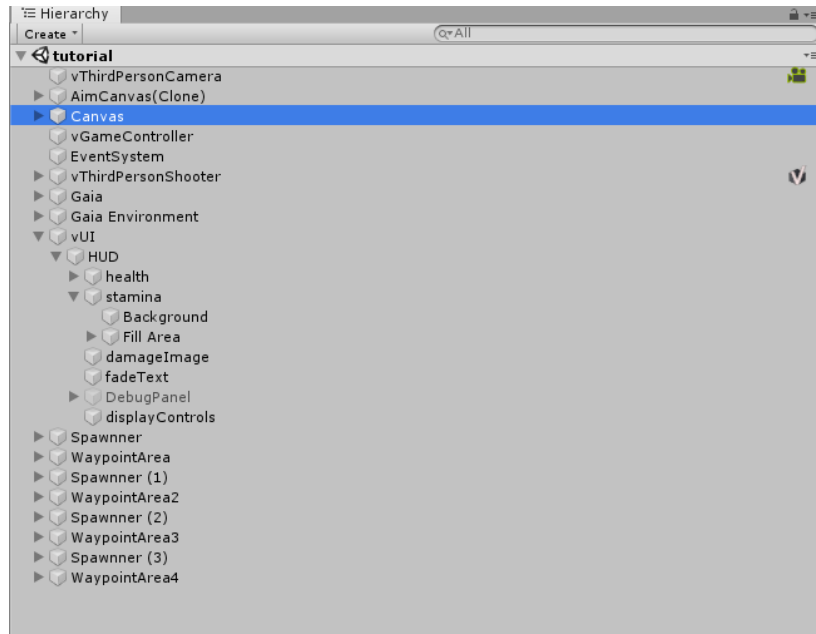 Hierarchy
Create
All
tutorial
vThirdPersonCamera
AimCanvas(Clone)
Canvas
vGameController
EventSystem
vThirdPersonShooter
Gaia
Gaia Environment
vUI
HUD
health
stamina
Background
Fill Area
damageImage
fadeText
DebugPanel
displayControls
Spawnner
WaypointArea
Spawnner (1)
WaypointArea2
Spawnner (2)
WaypointArea3
Spawnner (3)
WaypointArea4